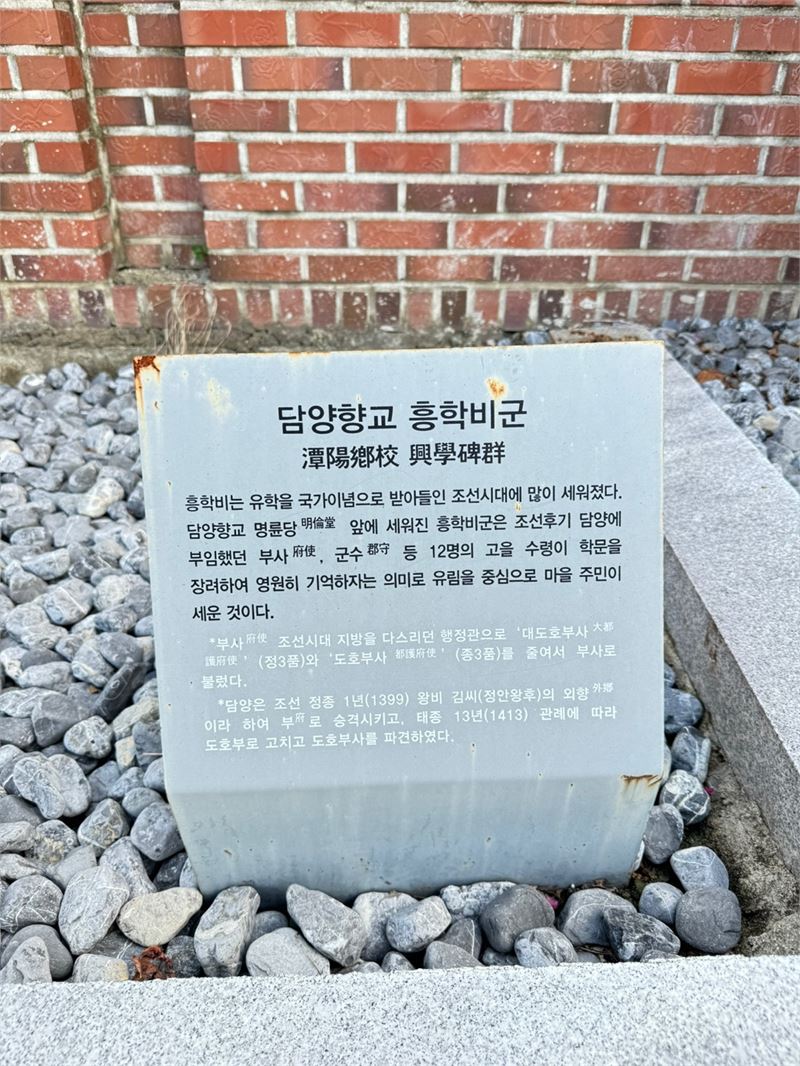 담양향교 흥학비군
潭陽鄕校 興學碑群
흥학비는 유학을 국가이념으로 받아들인 조선시대에 많이 세워졌다.
담양향교 명륜당明倫堂 앞에 세워진 흥학비군은 조선후기 담양에
부임했던 부사府使, 군수郡守 등 12명의 고을 수령이 학문을
장려하여 영원히 기억하자는 의미로 유림을 중심으로 마을 주민이
세운 것이다.
*부사府使 조선시대 지방을 다스리던 행정관으로 '대도호부사大都
護府使' (정3품)와 '도호부사都護府使' (종3품)를 줄여서 부사로
불렀다.
*담양은 조선 정종 1년(1399) 왕비 김씨(정안왕후)의 외향外鄕
이라 하여 부府로 승격시키고, 태종 13년(1413) 관례에 따라
도호부로 고치고 도호부사를 파견하였다.